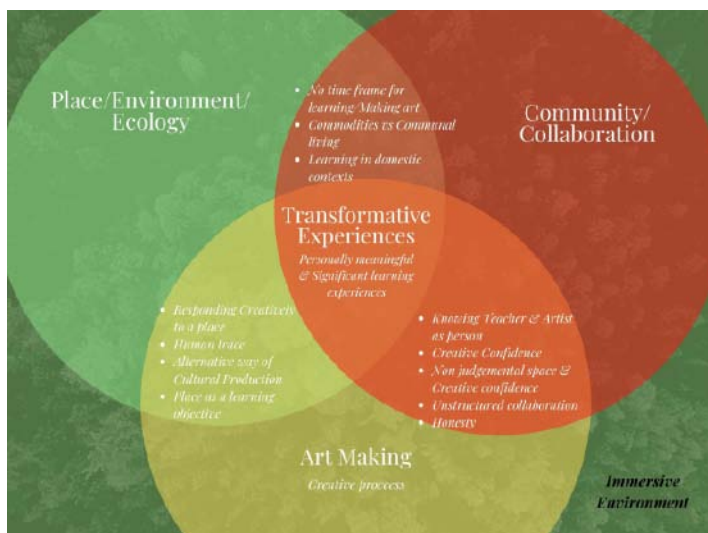 Place/Environment/
Ecology
• No time frame for
learning/Making art
• Commodities vs Communal
living
• Learning in domestic
contexts
Community/
Collaboration
Transformative
Experiences
Personally meaningful
& Significant learning
experiences
• Responding Creatively
to a place
• Human trace
• Alternative way of
Cultural Production
• Place as a learning
objective
• Knowing Teacher & Artist
as person
• Creative Confidence
• Non judgemental space &
Creative confidence
• Unstructured collaboration
• Honesty
Art Making
Creative process
Immersive
Environment